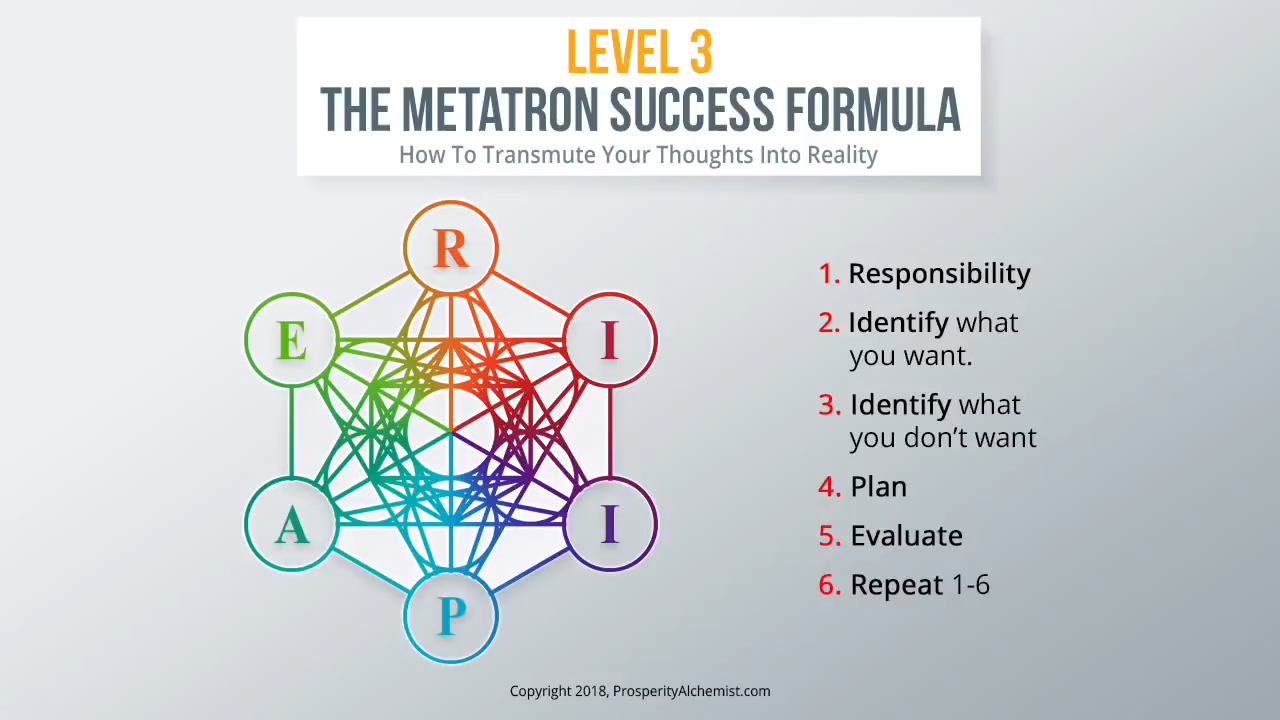 LEVEL 3
THE METATRON SUCCESS FORMULA
How To Transmute Your Thoughts Into Reality
R
E
I
A
I
P
1. Responsibility
2. Identify what
you want.
3. Identify what
you don't want
4. Plan
5. Evaluate
6. Repeat 1-6
Copyright 2018, ProsperityAlchemist.com